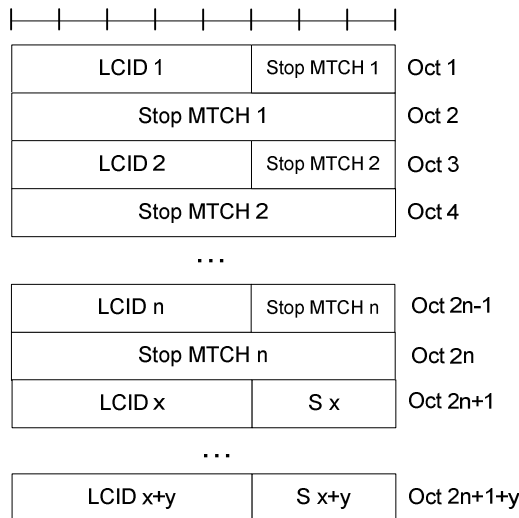 LCID 1 Stop MTCH 1 Oct 1
Stop MTCH 1 Oct 2
LCID 2 Stop MTCH 2 Oct 3
Stop MTCH 2 Oct 4
...
LCID n Stop MTCH n Oct 2n-1
Stop MTCH n Oct 2n
LCID x S x Oct 2n+1
...
LCID x+y S x+y Oct 2n+1+y